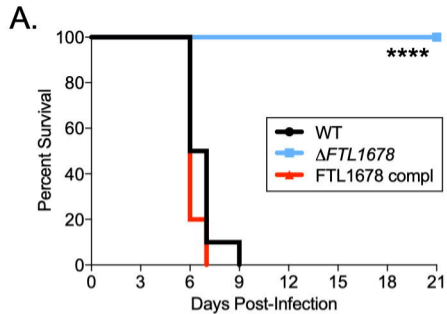 A.
Percent Survival
100
80
60
40
20
0
****
WT
ΔFTL1678
FTL1678 compl
0 3 6 9 12 15 18 21
Days Post-Infection